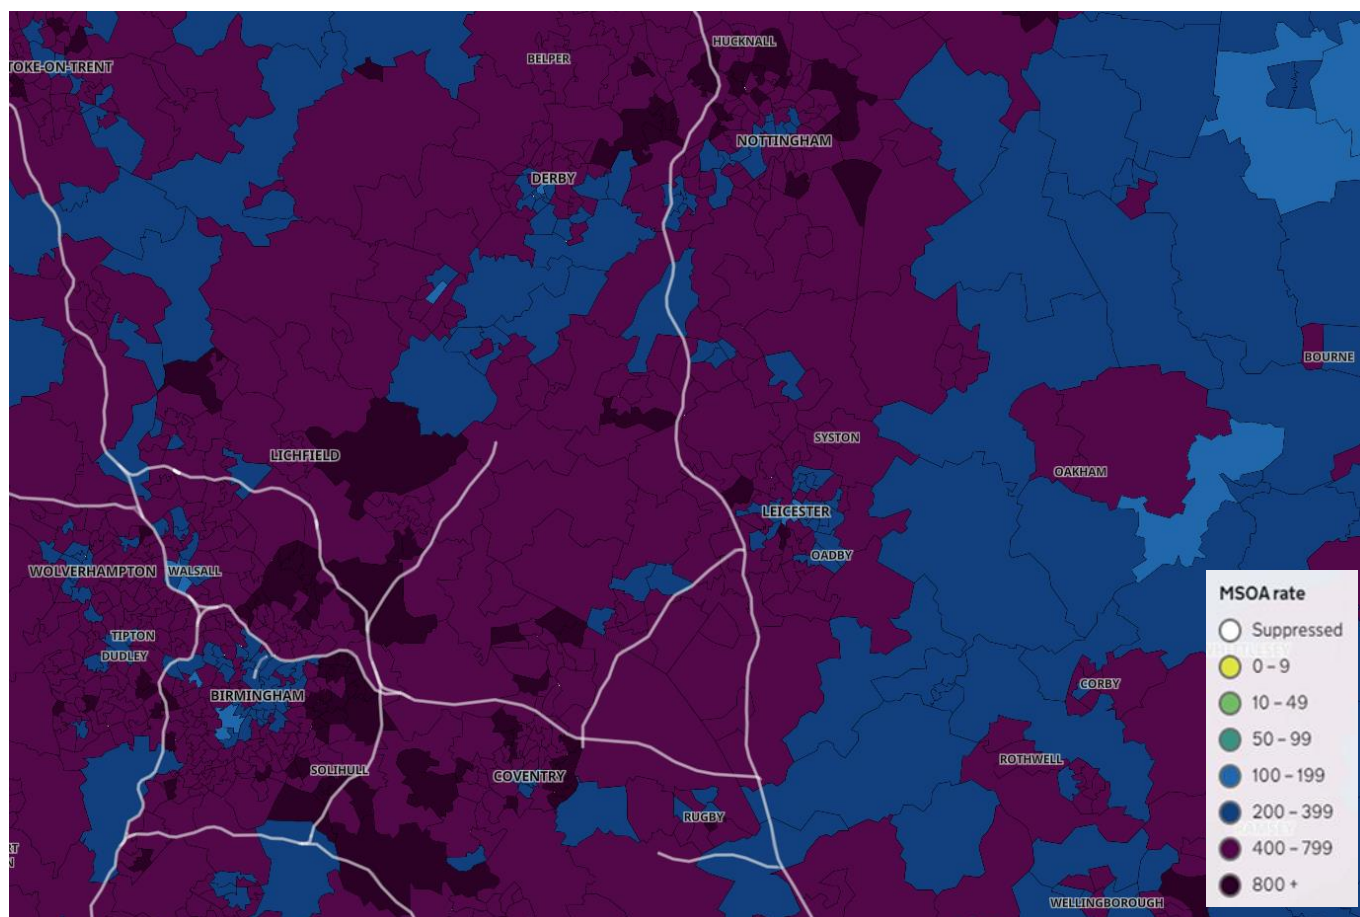 HUCKNALL
BELPER
TOKE-ON-TRENT
NOTTINGHAM
DERBY
BOURNE
SYSTON
LICHFIELD
OAKHAM
LEICESTER
OADBY
WOLVERHAMPTON
WALSALL
MSOA rate
Suppressed
0 – 9
10 – 49
50 – 99
100 – 199
200 – 399
400 – 799
800 +
TIPTON
DUDLEY
CORBY
BIRMINGHAM
ROTHWELL
SOLIHULL
COVENTRY
RUGBY
RAMSEY
WELLINGBOROUGH